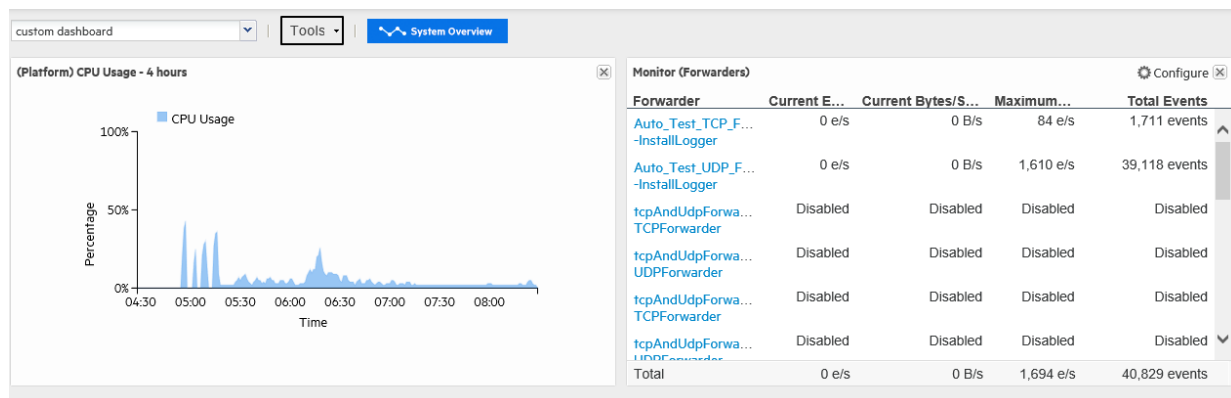 custom dashboard
Tools
System Overview
(Platform) CPU Usage - 4 hours
CPU Usage
100%
50%
0%
Percentage
04:30 05:00 05:30 06:00 06:30 07:00 07:30 08:00
Time
Monitor (Forwarders)
Configure
Forwarder Current E... Current Bytes/S... Maximum... Total Events
Auto_Test_TCP_F... 0 e/s 0 B/s 84 e/s 1,711 events
-InstallLogger
Auto_Test_UDP_F... 0 e/s 0 B/s 1,610 e/s 39,118 events
-InstallLogger
tcpAndUdpForwa... Disabled Disabled Disabled Disabled
TCPForwarder
tcpAndUdpForwa... Disabled Disabled Disabled Disabled
UDPForwarder
tcpAndUdpForwa... Disabled Disabled Disabled Disabled
TCPForwarder
tcpAndUdpForwa... Disabled Disabled Disabled Disabled
UDPForwarder
Total 0 e/s 0 B/s 1,694 e/s 40,829 events